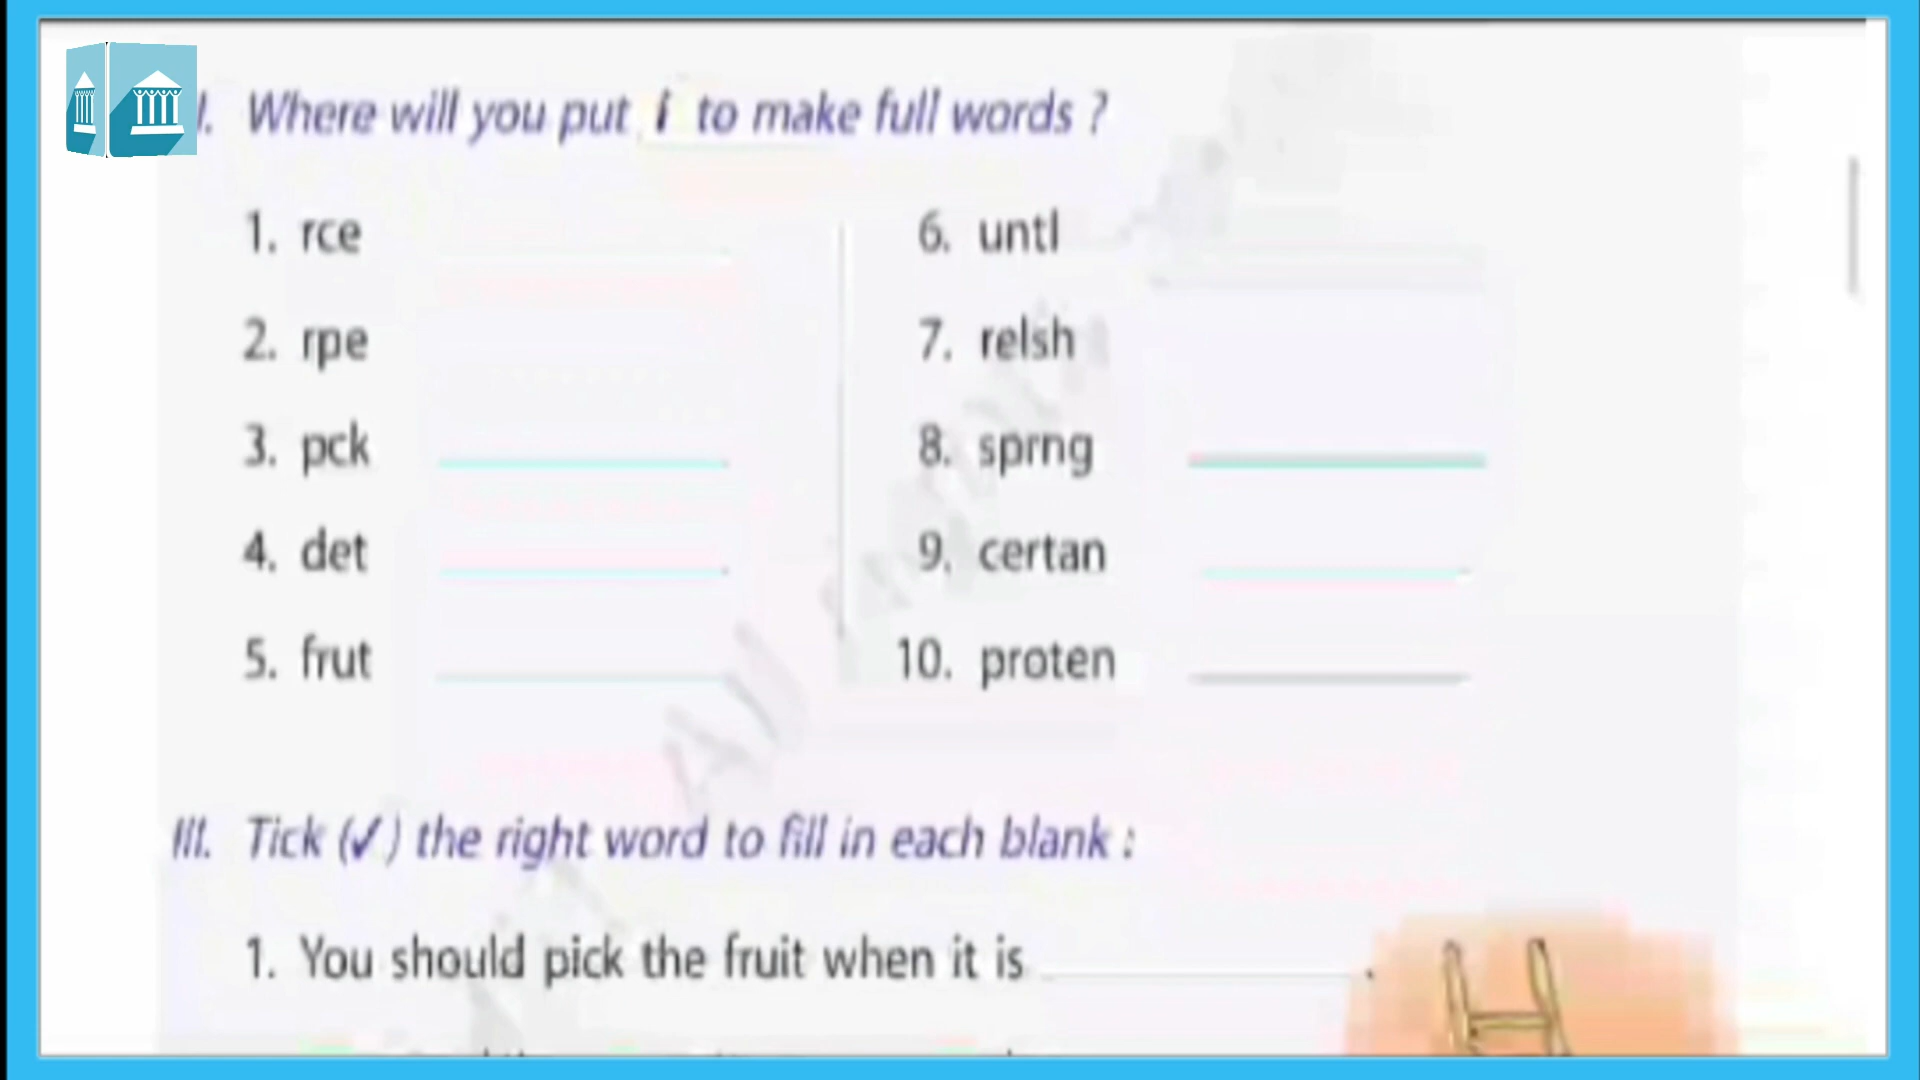 I. Where will you put i to make full words ?
1. rce
2. rpe
3. pck
4. det
5. frut
6. untl
7. relsh
8. sprng
9. certan
10. proten
III. Tick (✓) the right word to fill in each blank :
1. You should pick the fruit when it is ____________ .